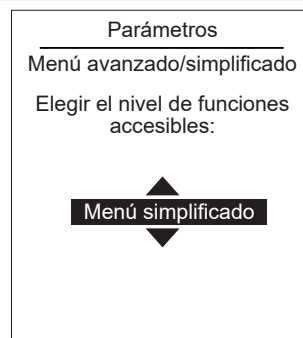 Parámetros
Menú avanzado/simplificado
Elegir el nivel de funciones
accesibles:
Menú simplificado